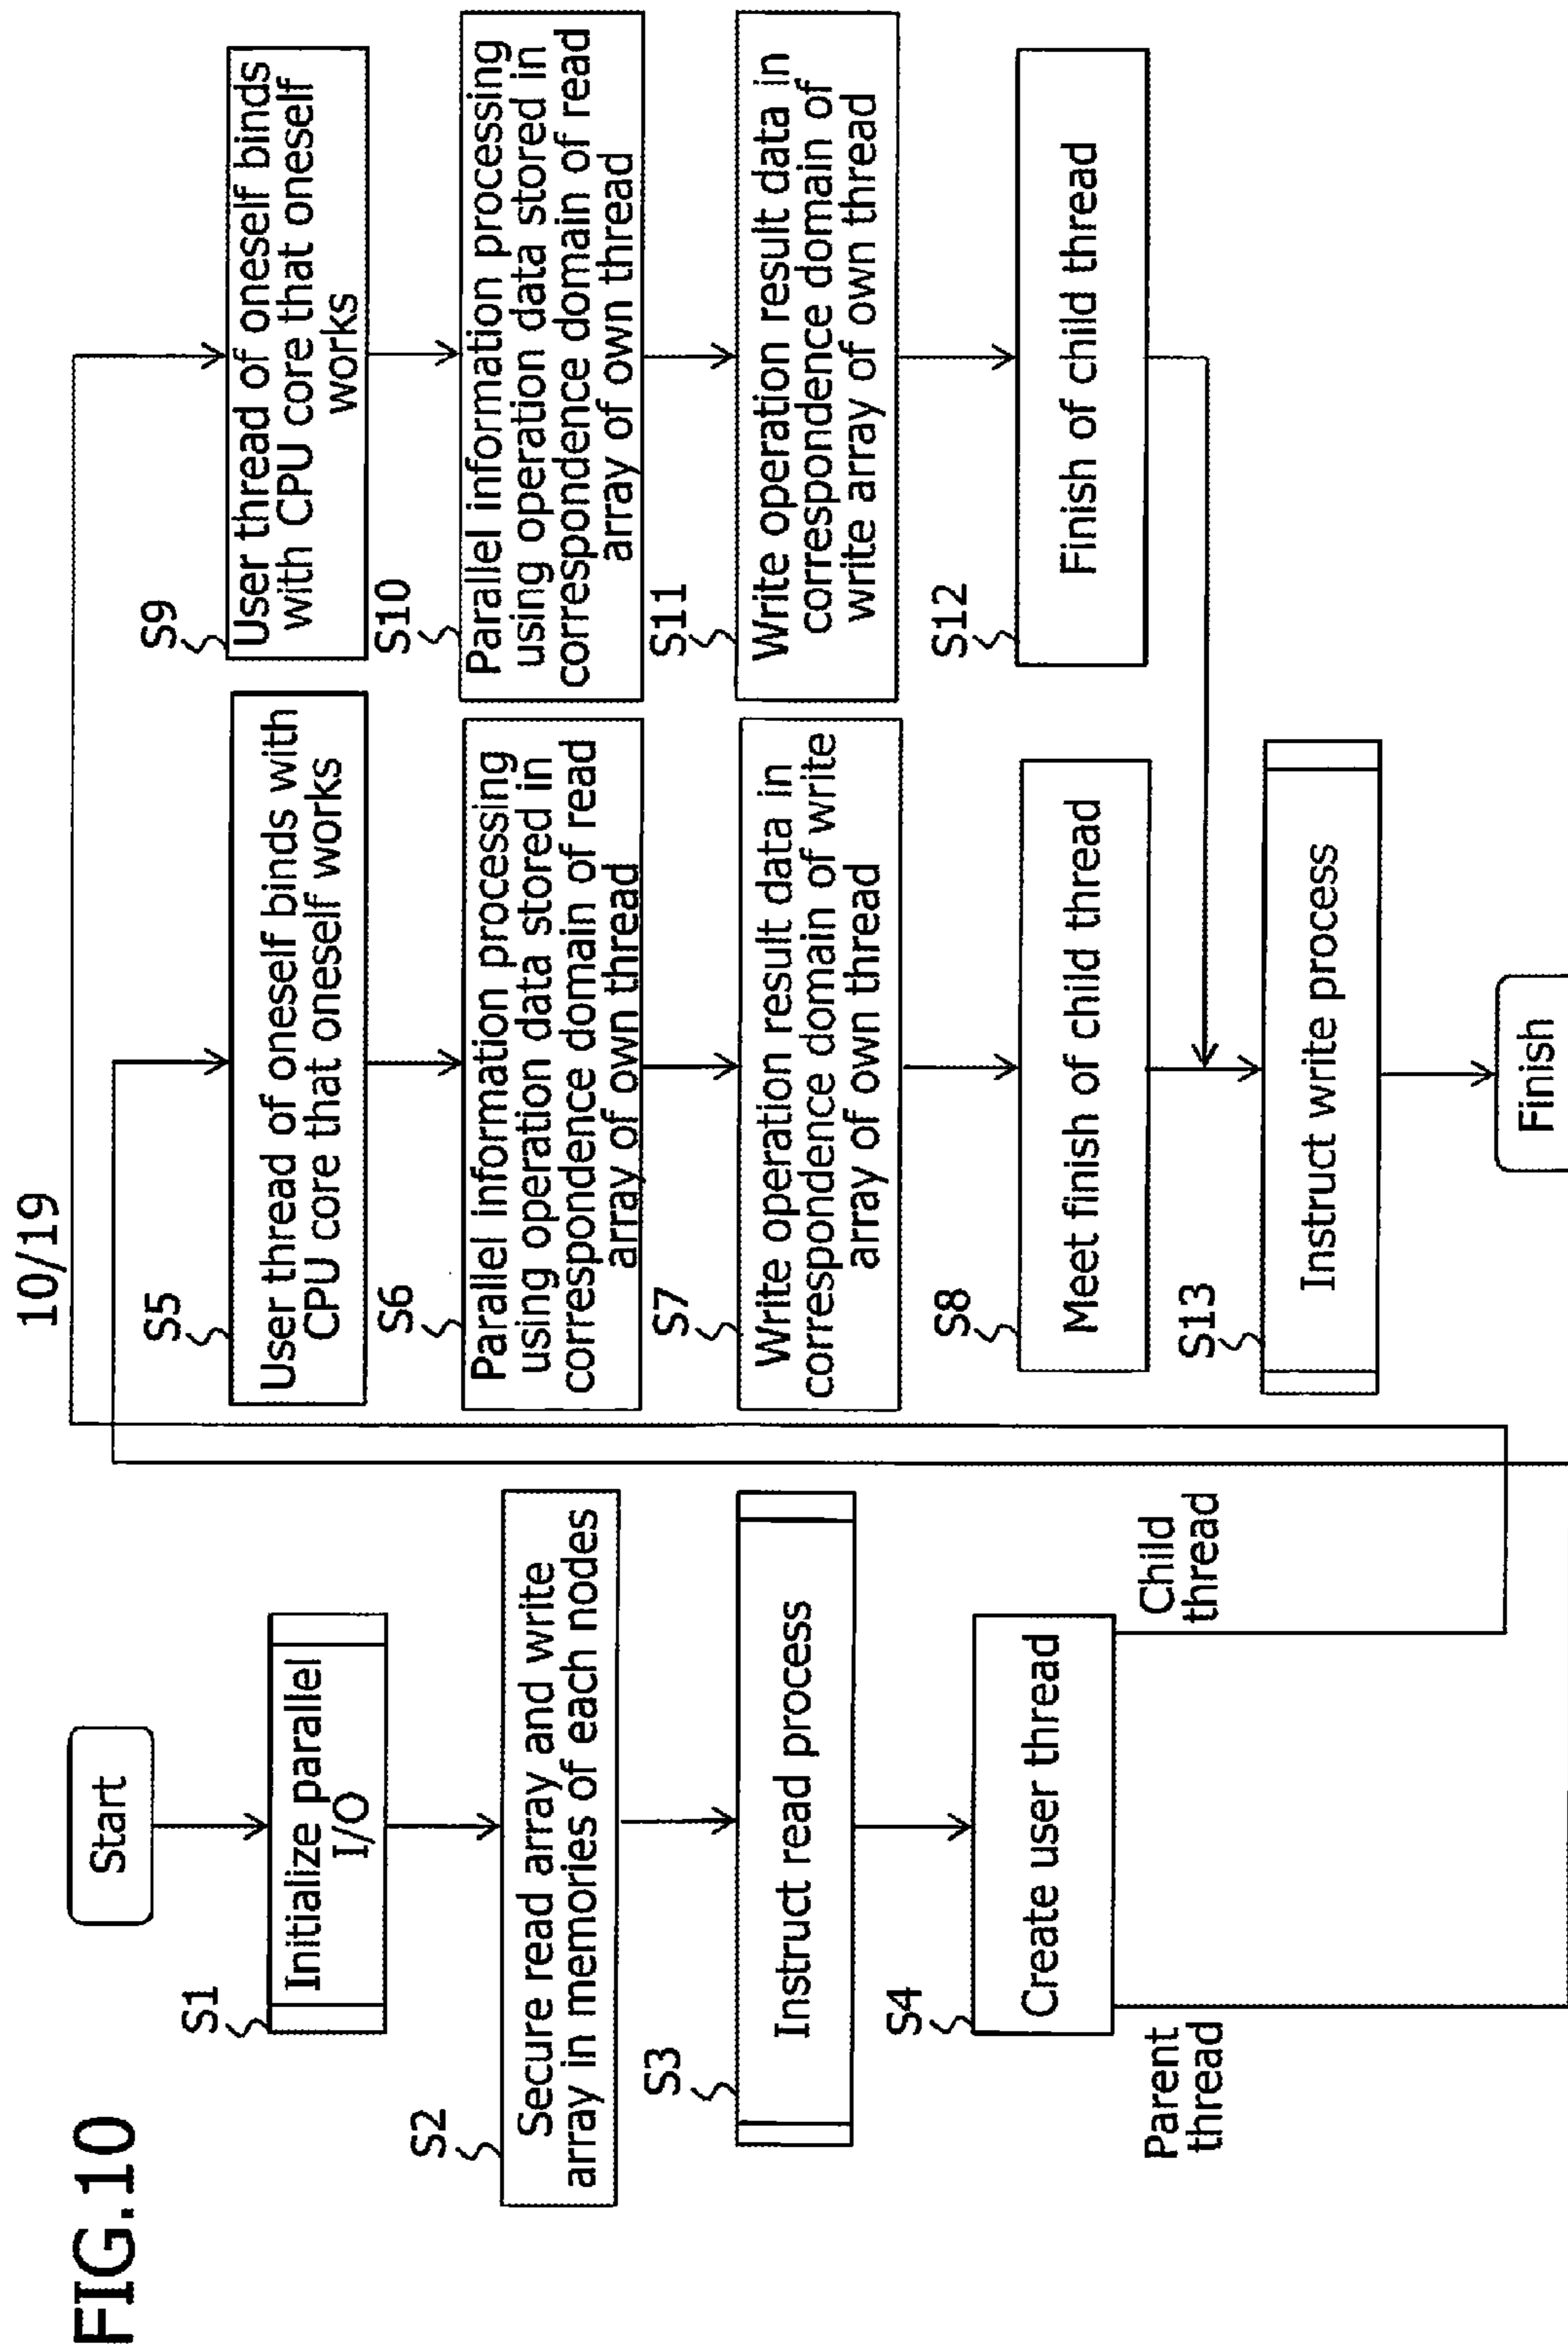 10/19
FIG.10
Start
S1
Initialize parallel
I/O
S2
Secure read array and write
array in memories of each nodes
S3
Instruct read process
S4
Create user thread
Parent
thread
Child
thread
S5
User thread of oneself binds with
CPU core that oneself works
S6
Parallel information processing
using operation data stored in
correspondence domain of read
array of own thread
S7
Write operation result data in
correspondence domain of write
array of own thread
S8
Meet finish of child thread
S9
User thread of oneself binds
with CPU core that oneself
works
S10
Parallel information processing
using operation data stored in
correspondence domain of read
array of own thread
S11
Write operation result data in
correspondence domain of
write array of own thread
S12
Finish of child thread
S13
Instruct write process
Finish